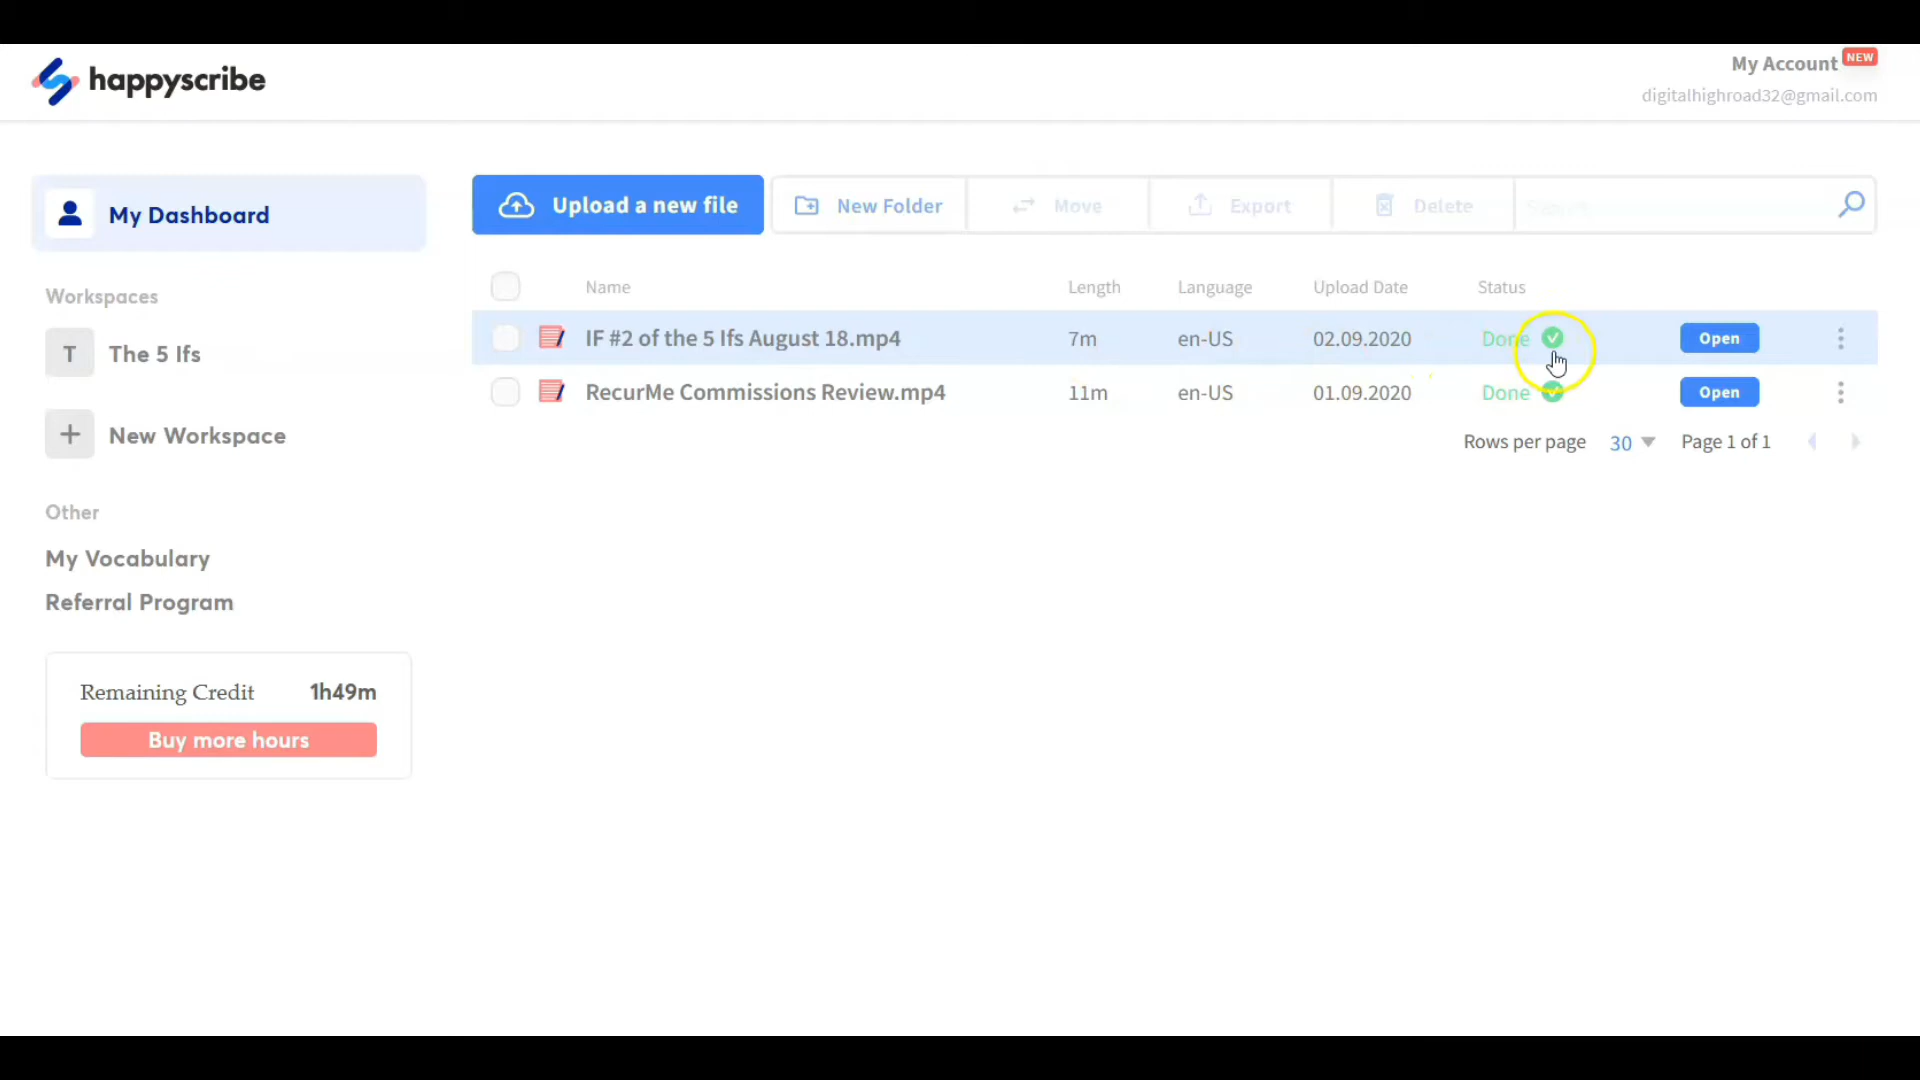 happyscribe
My Account NEW
digitalhighroad32@gmail.com
My Dashboard
Workspaces
T The 5 Ifs
New Workspace
Other
My Vocabulary
Referral Program
Remaining Credit 1h49m
Buy more hours
Upload a new file New Folder Move Export Delete
Name Length Language Upload Date Status
IF #2 of the 5 Ifs August 18.mp4 7m en-US 02.09.2020 Done Open
RecurMe Commissions Review.mp4 11m en-US 01.09.2020 Done Open
Rows per page 30 Page 1 of 1